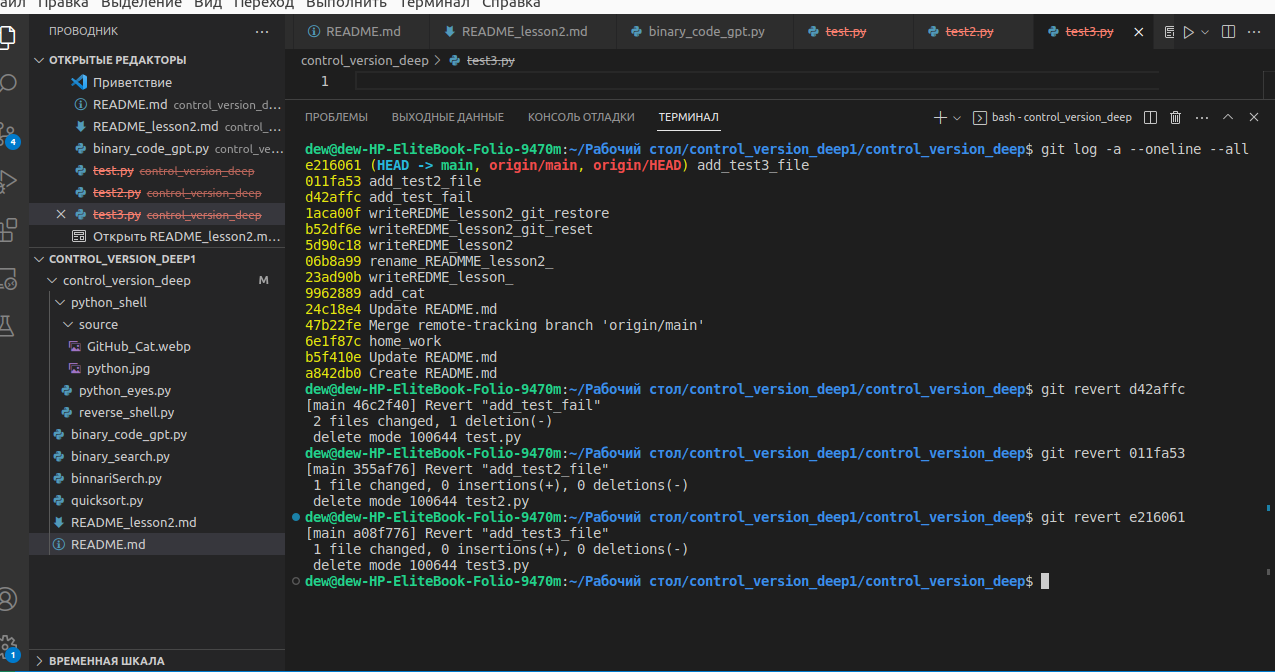 айл Правка Выделение Вид Переход Выполнить Терминал Справка
ПРОВОДНИК ...
README.md README_lesson2.md binary_code_gpt.py test.py test2.py test3.py
ОТКРЫТЫЕ РЕДАКТОРЫ
Приветствие
README.md control_version_d...
README_lesson2.md control_...
binary_code_gpt.py control_ve...
test.py control_version_deep
test2.py control_version_deep
test3.py control_version_deep
Открыть README_lesson2.m...
CONTROL_VERSION_DEEP1
control_version_deep M
python_shell
source
GitHub_Cat.webp
python.jpg
python_eyes.py
reverse_shell.py
binary_code_gpt.py
binary_search.py
binnariSerch.py
quicksort.py
README_lesson2.md
README.md
ВРЕМЕННАЯ ШКАЛА
4
1
control_version_deep > test3.py
1
ПРОБЛЕМЫ ВЫХОДНЫЕ ДАННЫЕ КОНСОЛЬ ОТЛАДКИ ТЕРМИНАЛ
bash - control_version_deep
dew@dew-HP-EliteBook-Folio-9470m:~/Рабочий стол/control_version_deep1/control_version_deep$ git log -a --oneline --all
e216061 (HEAD -> main, origin/main, origin/HEAD) add_test3_file
011fa53 add_test2_file
d42affc add_test_fail
1aca00f writeREDME_lesson2_git_restore
b52df6e writeREDME_lesson2_git_reset
5d90c18 writeREDME_lesson2
06b8a99 rename_READMME_lesson2_
23ad90b writeREDME_lesson_
9962889 add_cat
24c18e4 Update README.md
47b22fe Merge remote-tracking branch 'origin/main'
6e1f87c home_work
b5f410e Update README.md
a842db0 Create README.md
dew@dew-HP-EliteBook-Folio-9470m:~/Рабочий стол/control_version_deep1/control_version_deep$ git revert d42affc
[main 46c2f40] Revert "add_test_fail"
2 files changed, 1 deletion(-)
delete mode 100644 test.py
dew@dew-HP-EliteBook-Folio-9470m:~/Рабочий стол/control_version_deep1/control_version_deep$ git revert 011fa53
[main 355af76] Revert "add_test2_file"
1 file changed, 0 insertions(+), 0 deletions(-)
delete mode 100644 test2.py
dew@dew-HP-EliteBook-Folio-9470m:~/Рабочий стол/control_version_deep1/control_version_deep$ git revert e216061
[main a08f776] Revert "add_test3_file"
1 file changed, 0 insertions(+), 0 deletions(-)
delete mode 100644 test3.py
dew@dew-HP-EliteBook-Folio-9470m:~/Рабочий стол/control_version_deep1/control_version_deep$